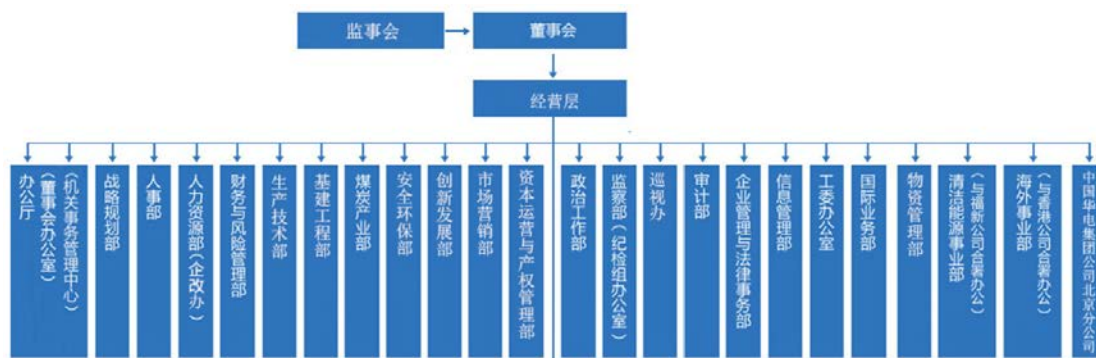 监事会
董事会
经营层
办公厅
(董事会办公室)
(机关事务管理中心)
战略规划部
人事部
人力资源部(企改办)
财务与风险管理部
生产技术部
基建工程部
煤炭产业部
安全环保部
创新发展部
市场营销部
资本运营与产权管理部
政治工作部
监察部(纪检组办公室)
巡视办
审计部
企业管理与法律事务部
信息管理部
工委办公室
国际业务部
物资管理部
清洁能源事业部
(与福新公司合署办公)
海外事业部
(与香港公司合署办公)
中国华电集团公司北京分公司